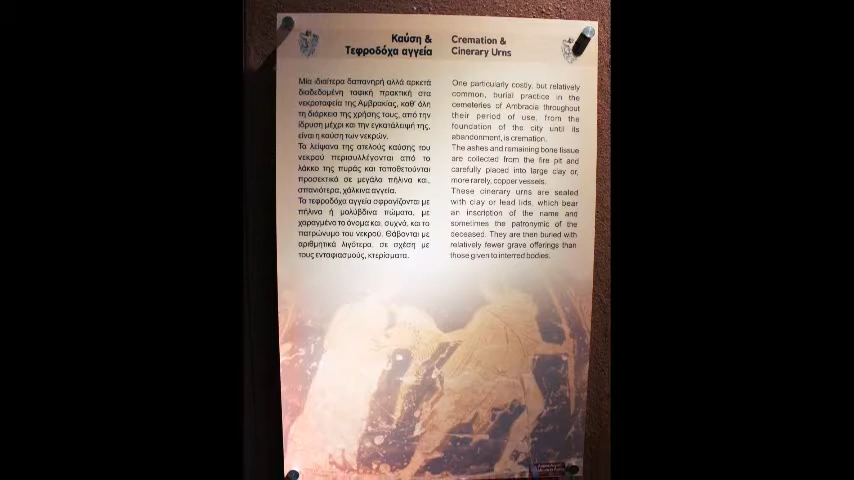 Καύση &
Τεφροδόχα αγγεία
Μία ιδιαίτερα δαπανηρή αλλά αρκετά
διαδεδομένη ταφική πρακτική στα
νεκροταφεία της Αμβρακίας, καθ' όλη
τη διάρκεια της χρήσης τους, από την
ίδρυση μέχρι και την εγκατάλειψή της,
είναι η καύση των νεκρών.
Τα λείψανα της ατελούς καύσης του
νεκρού περισυλλέγονται από το
λάκκο της πυράς και τοποθετούνται
προσεκτικά σε μεγάλα πήλινα και,
σπανιότερα, χάλκινα αγγεία.
Τα τεφροδόχα αγγεία σφραγίζονται με
πήλινα ή μολύβδινα πώματα, με
χαραγμένο το όνομα και, συχνά, και το
πατρώνυμο του νεκρού. Θάβονται με
αριθμητικά λιγότερα, σε σχέση με
τους ενταφιασμούς, κτερίσματα.
Cremation &
Cinerary Urns
One particularly costly, but relatively
common, burial practice in the
cemeteries of Ambracia throughout
their period of use, from the
foundation of the city until its
abandonment, is cremation.
The ashes and remaining bone tissue
are collected from the fire pit and
carefully placed into large clay or,
more rarely, copper vessels.
These cinerary urns are sealed
with clay or lead lids, which bear
an inscription of the name and
sometimes the patronymic of the
deceased. They are then buried with
relatively fewer grave offerings than
those given to interred bodies.